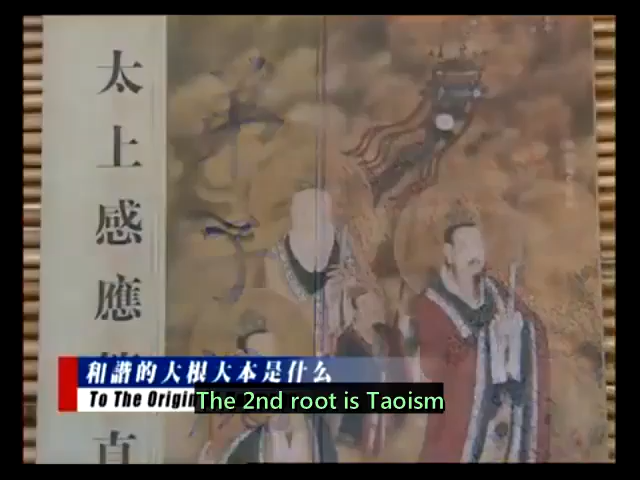 太上感應
直
和諧的大根大本是什么
To The Origin
The 2nd root is Taoism